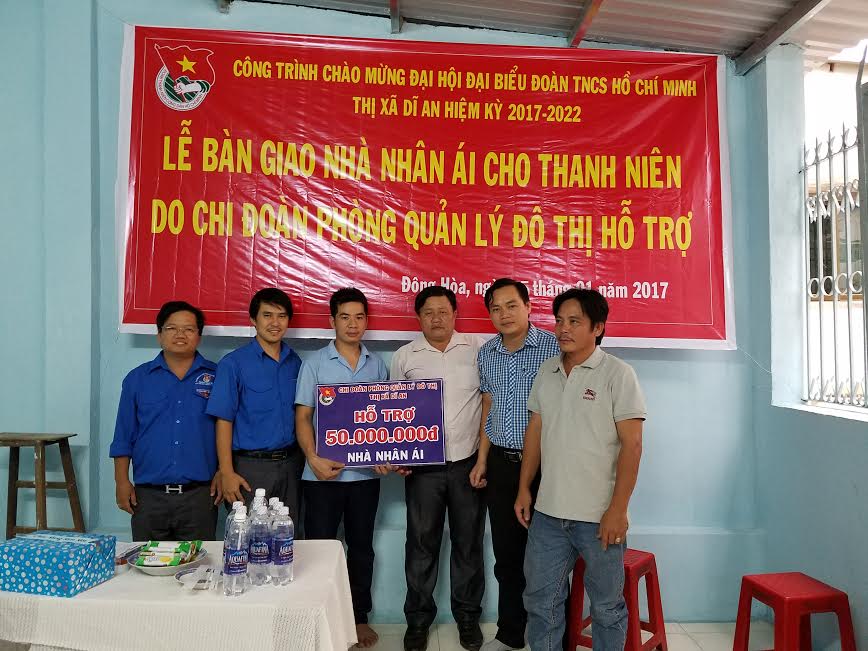 CÔNG TRÌNH CHÀO MỪNG ĐẠI HỘI ĐẠI BIỂU ĐOÀN TNCS HỒ CHÍ MINH
THỊ XÃ DĨ AN HIỆM KỲ 2017-2022
LỄ BÀN GIAO NHÀ NHÂN ÁI CHO THANH NIÊN
DO CHI ĐOÀN PHÒNG QUẢN LÝ ĐÔ THỊ HỖ TRỢ
Đông Hòa, tháng 01 năm 2017
CHI ĐOÀN PHÒNG QUẢN LÝ ĐÔ THỊ
THỊ XÃ DĨ AN
HỖ TRỢ
50.000.000đ
NHÀ NHÂN ÁI
AQUAFINA